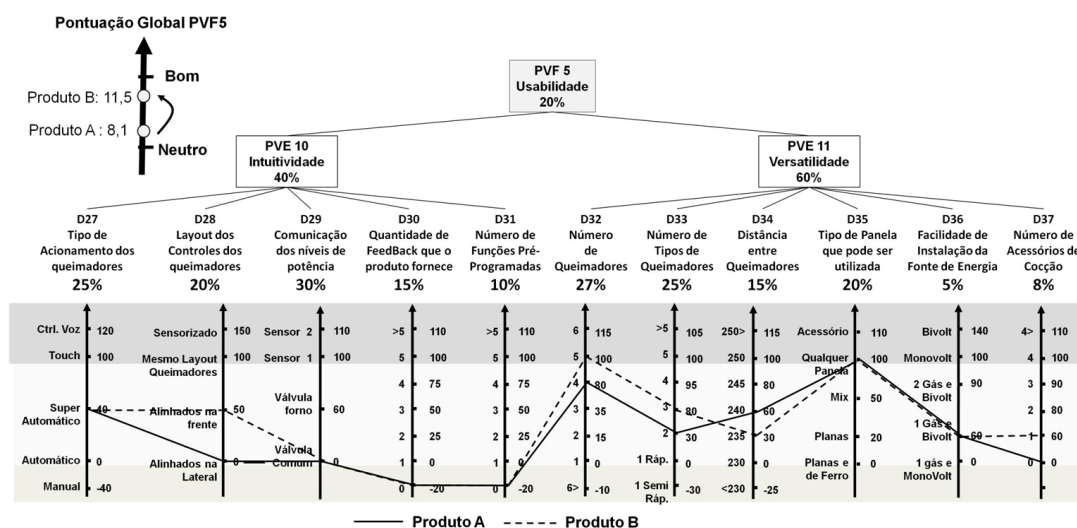 Pontuação Global PVF5
Bom
Produto B: 11,5
Produto A : 8,1
Neutro
PVF 5
Usabilidade
20%
PVE 10
Intuitividade
40%
PVE 11
Versatilidade
60%
D27
Tipo de
Acionamento dos
queimadores
25%
D28
Layout dos
Controles dos
queimadores
20%
D29
Comunicação
dos níveis de
potência
30%
D30
Quantidade de
FeedBack que o
produto fornece
15%
D31
Número de
Funções Pré-
Programadas
10%
D32
Número
de
Queimadores
27%
D33
Número de
Tipos de
Queimadores
25%
D34
Distância
entre
Queimadores
15%
D35
Tipo de Panela
que pode ser
utilizada
20%
D36
Facilidade de
Instalação da
Fonte de Energia
5%
D37
Número de
Acessórios de
Cocção
8%
Ctrl. Voz 120
Touch 100
Super
Automático
40
Automático 0
Manual -40
Sensorizado 150
Mesmo Layout
Queimadores
100
Alinhados na
frente
50
Alinhados na
Lateral
0
Sensor 2 110
Sensor 1 100
Válvula
forno
60
Válvula
Comum
0
>5 110
5 100
4 75
3 50
2 25
1 0
0 -20
>5 110
5 100
4 75
3 50
2 25
1 0
0 -20
6 115
5 100
4 80
3 35
2 15
1 0
6> -10
>5 105
5 100
4 95
3 80
2 30
1 Ráp. 0
1 Semi
Ráp.
-30
250> 115
250 100
245 80
240 60
235 30
230 0
<230 -25
Acessório 110
Qualquer
Panela
100
Mix 50
Planas 20
Planas e
de Ferro
0
Bivolt 140
Monovolt 100
2 Gás e
Bivolt
90
1 Gás e
Bivolt
60
1 gás e
MonoVolt
0
4> 110
4 100
3 90
2 80
1 60
0 0
Produto A
Produto B